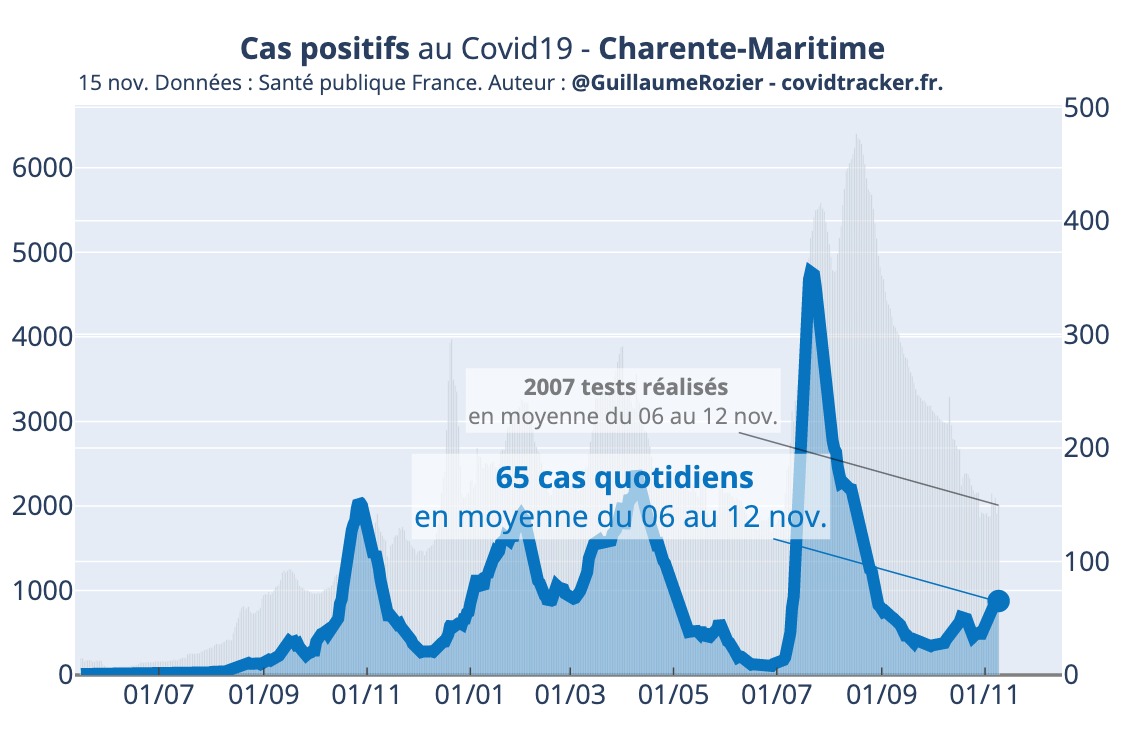 Cas positifs au Covid19 - Charente-Maritime
15 nov. Données : Santé publique France. Auteur : @GuillaumeRozier - covidtracker.fr.
500
6000
400
5000
4000
300
2007 tests réalisés
en moyenne du 06 au 12 nov.
3000
200
65 cas quotidiens
en moyenne du 06 au 12 nov.
2000
100
1000
0
0
01/07 01/09 01/11 01/01 01/03 01/05 01/07 01/09 01/11